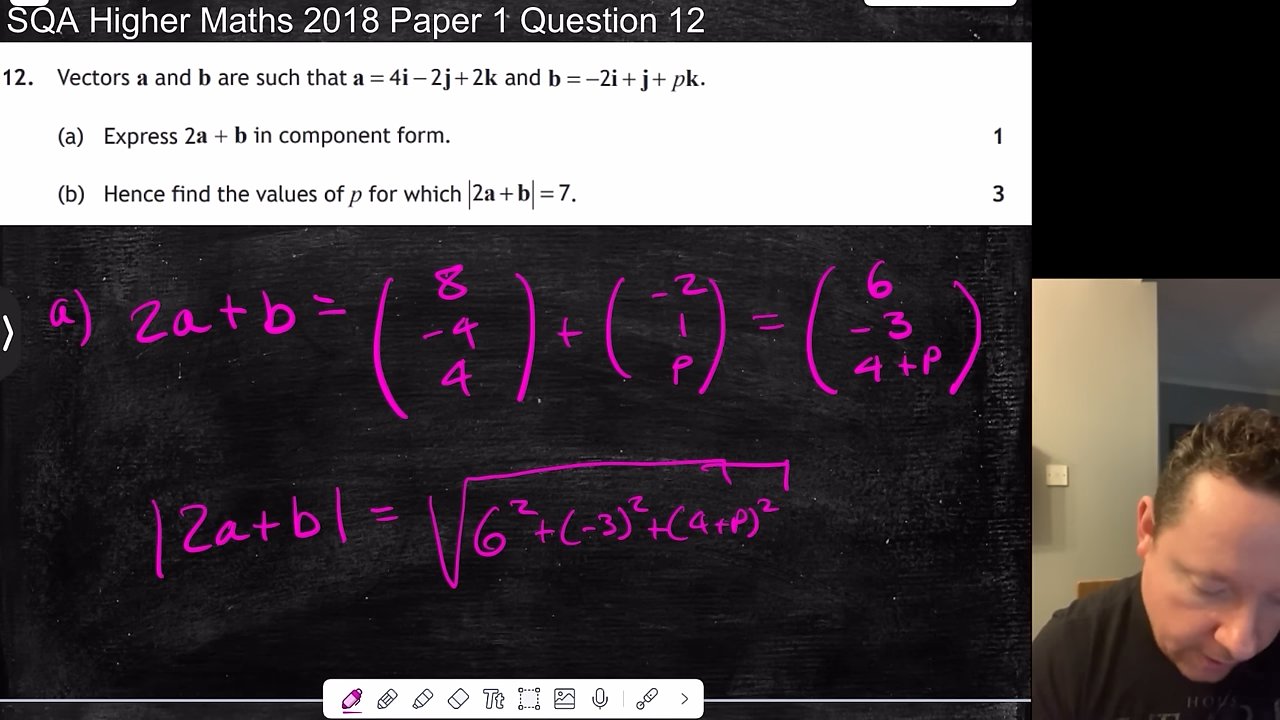 SQA Higher Maths 2018 Paper 1 Question 12
12. Vectors a and b are such that a = 4i − 2j + 2k and b = −2i + j + pk.
(a) Express 2a + b in component form. 1
(b) Hence find the values of p for which |2a + b| = 7. 3
a) 2a + b = (8 -4 4) + (-2 1 p) = (6 -3 4+p)
|2a+b| = √6²+(-3)²+(4+p)²
Tt